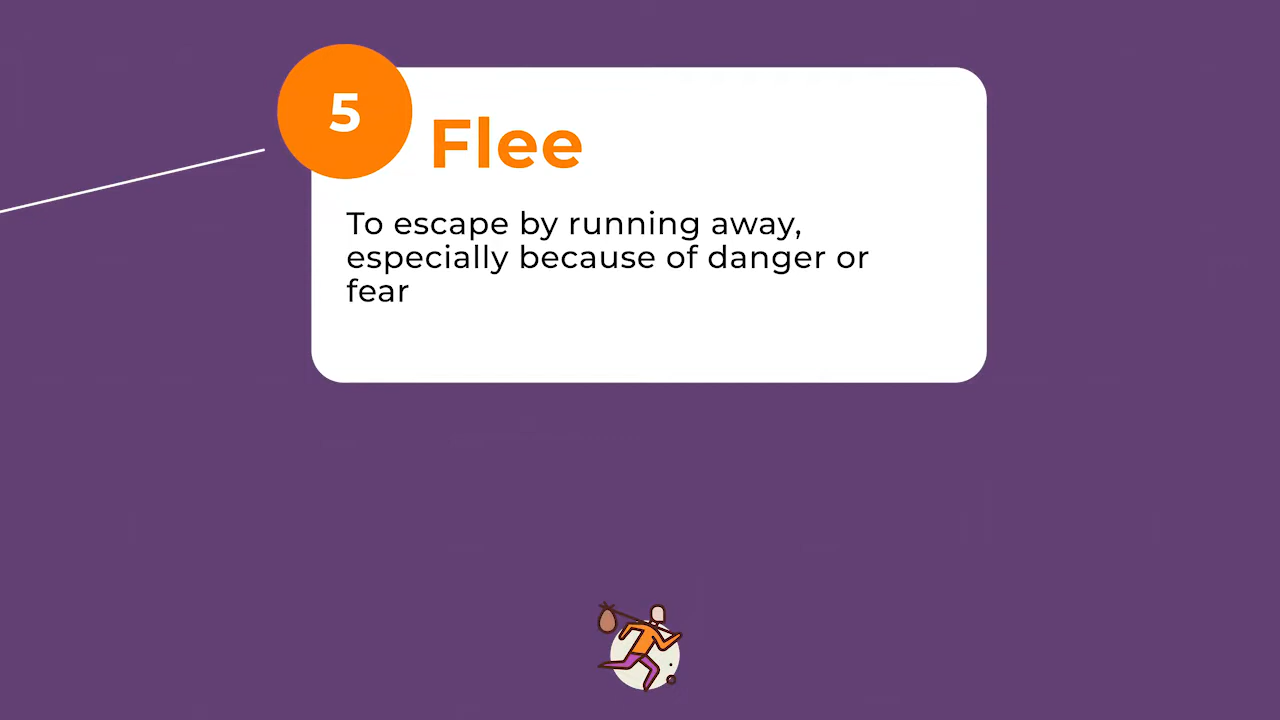 5
Flee
To escape by running away,
especially because of danger or
fear